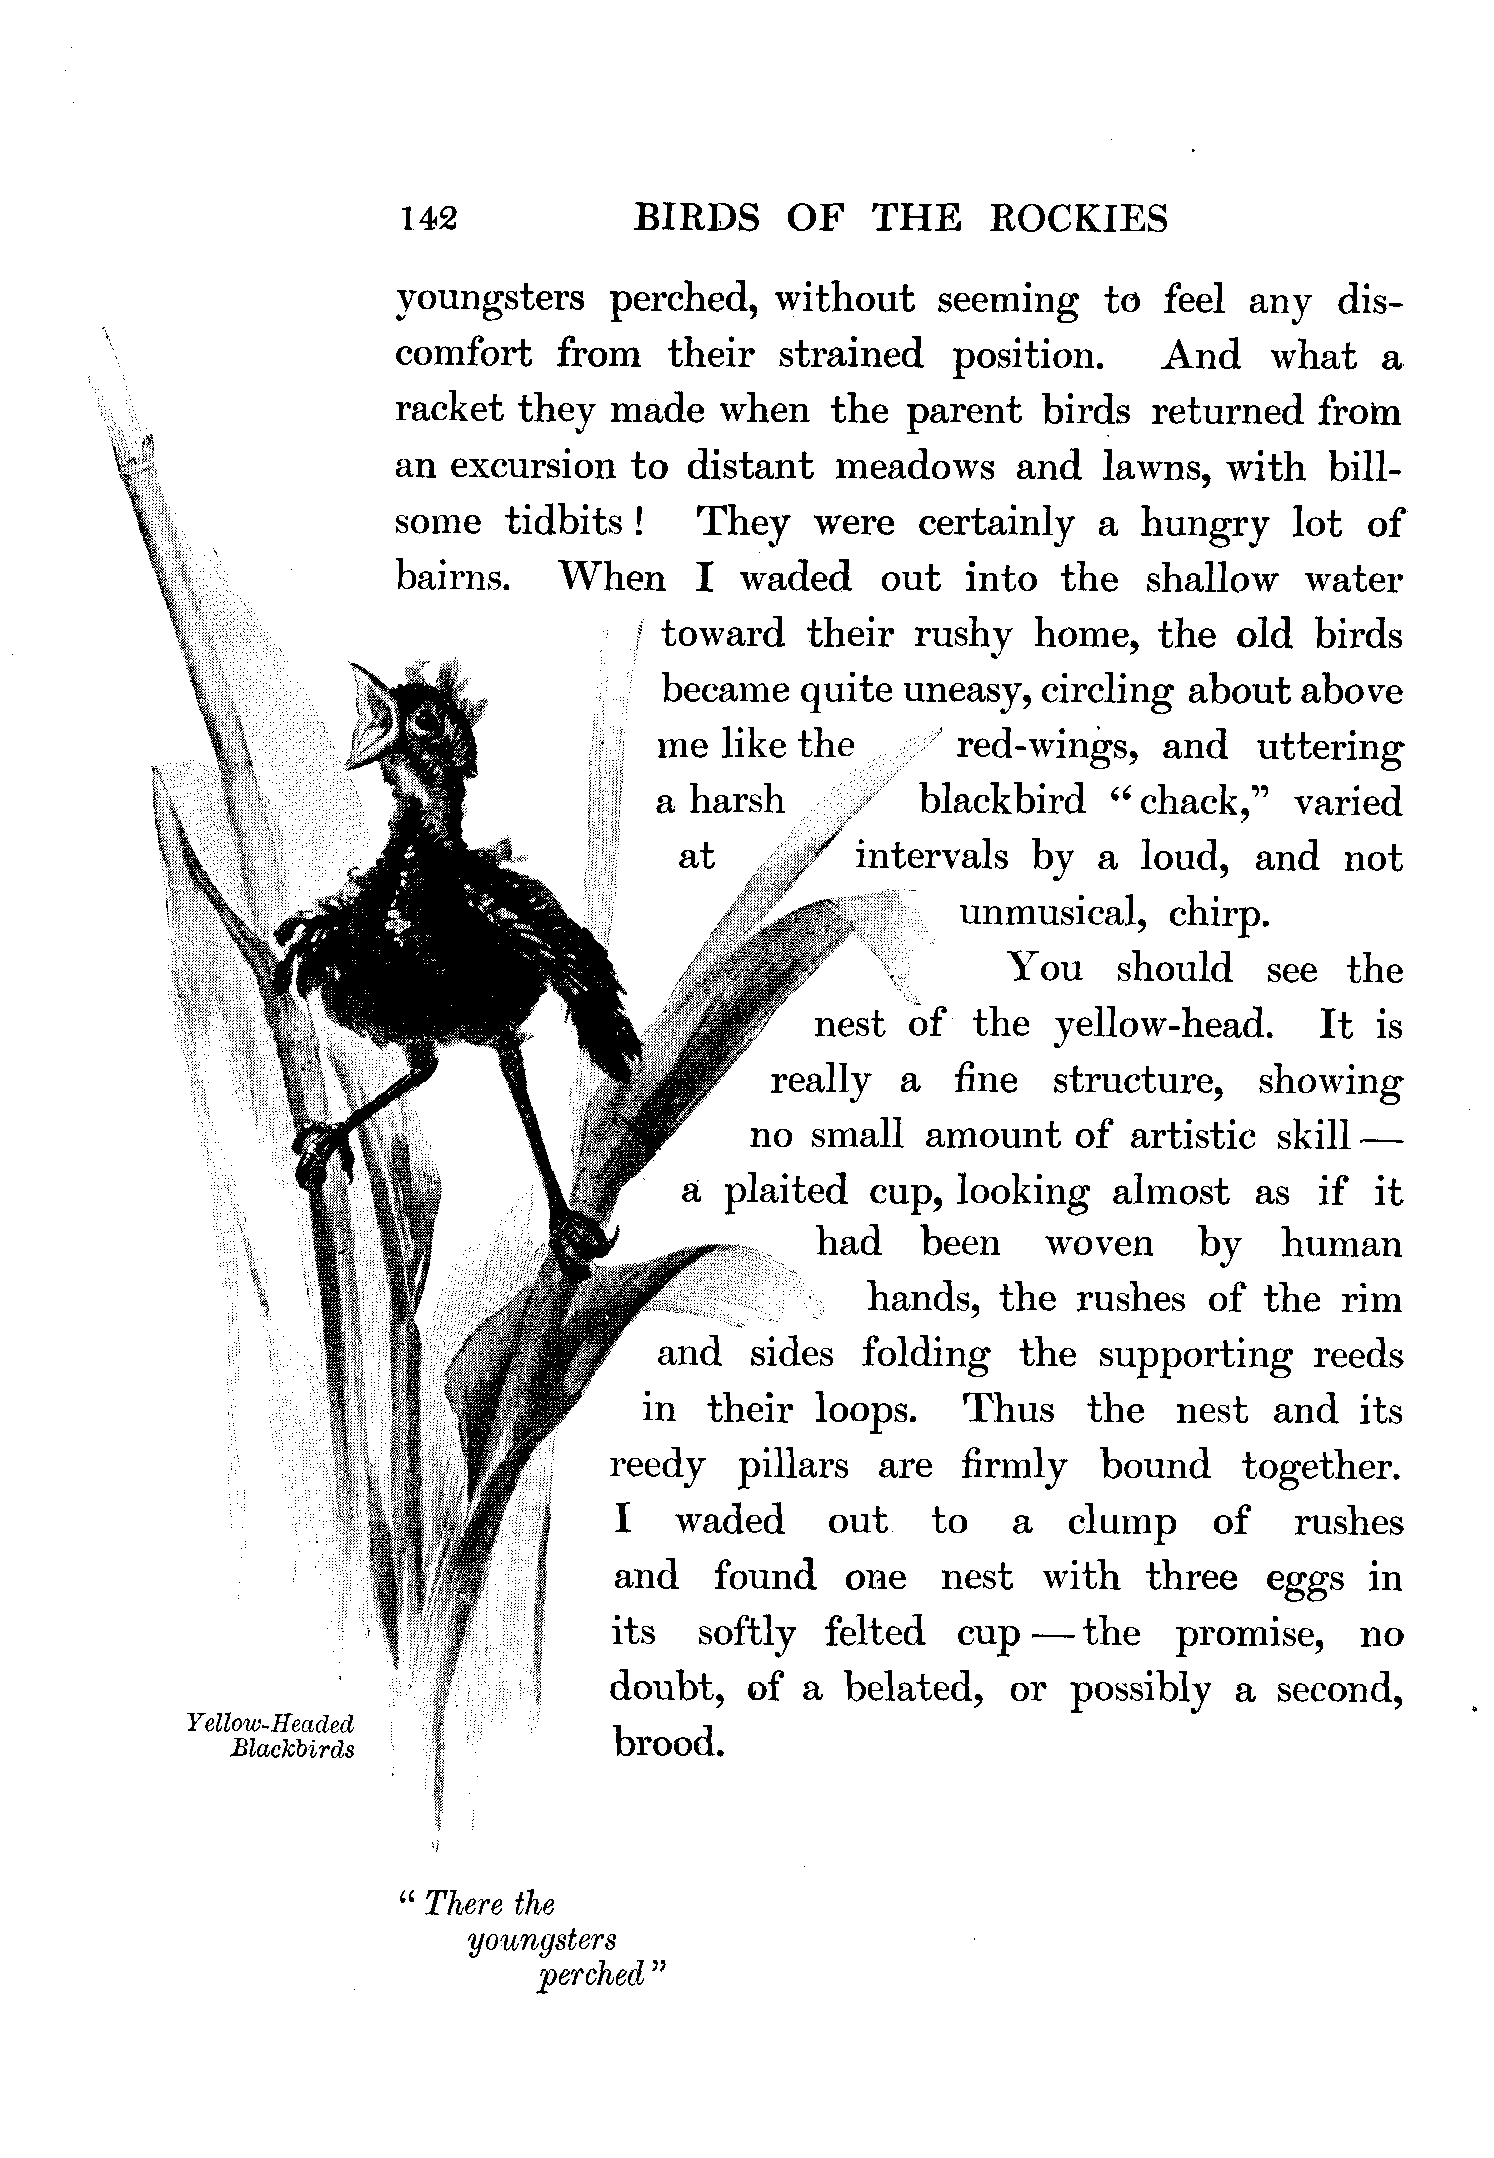 142 BIRDS OF THE ROCKIES
youngsters perched, without seeming to feel any dis-
comfort from their strained position. And what a
racket they made when the parent birds returned from
an excursion to distant meadows and lawns, with bill-
some tidbits! They were certainly a hungry lot of
bairns. When I waded out into the shallow water
toward their rushy home, the old birds
became quite uneasy, circling about above
me like the red-wings, and uttering
a harsh blackbird “chack,” varied
at intervals by a loud, and not
unmusical, chirp.
You should see the
nest of the yellow-head. It is
really a fine structure, showing
no small amount of artistic skill —
a plaited cup, looking almost as if it
had been woven by human
hands, the rushes of the rim
and sides folding the supporting reeds
in their loops. Thus the nest and its
reedy pillars are firmly bound together.
I waded out to a clump of rushes
and found one nest with three eggs in
its softly felted cup — the promise, no
doubt, of a belated, or possibly a second,
brood.
Yellow-Headed
Blackbirds
“There the
youngsters
perched”